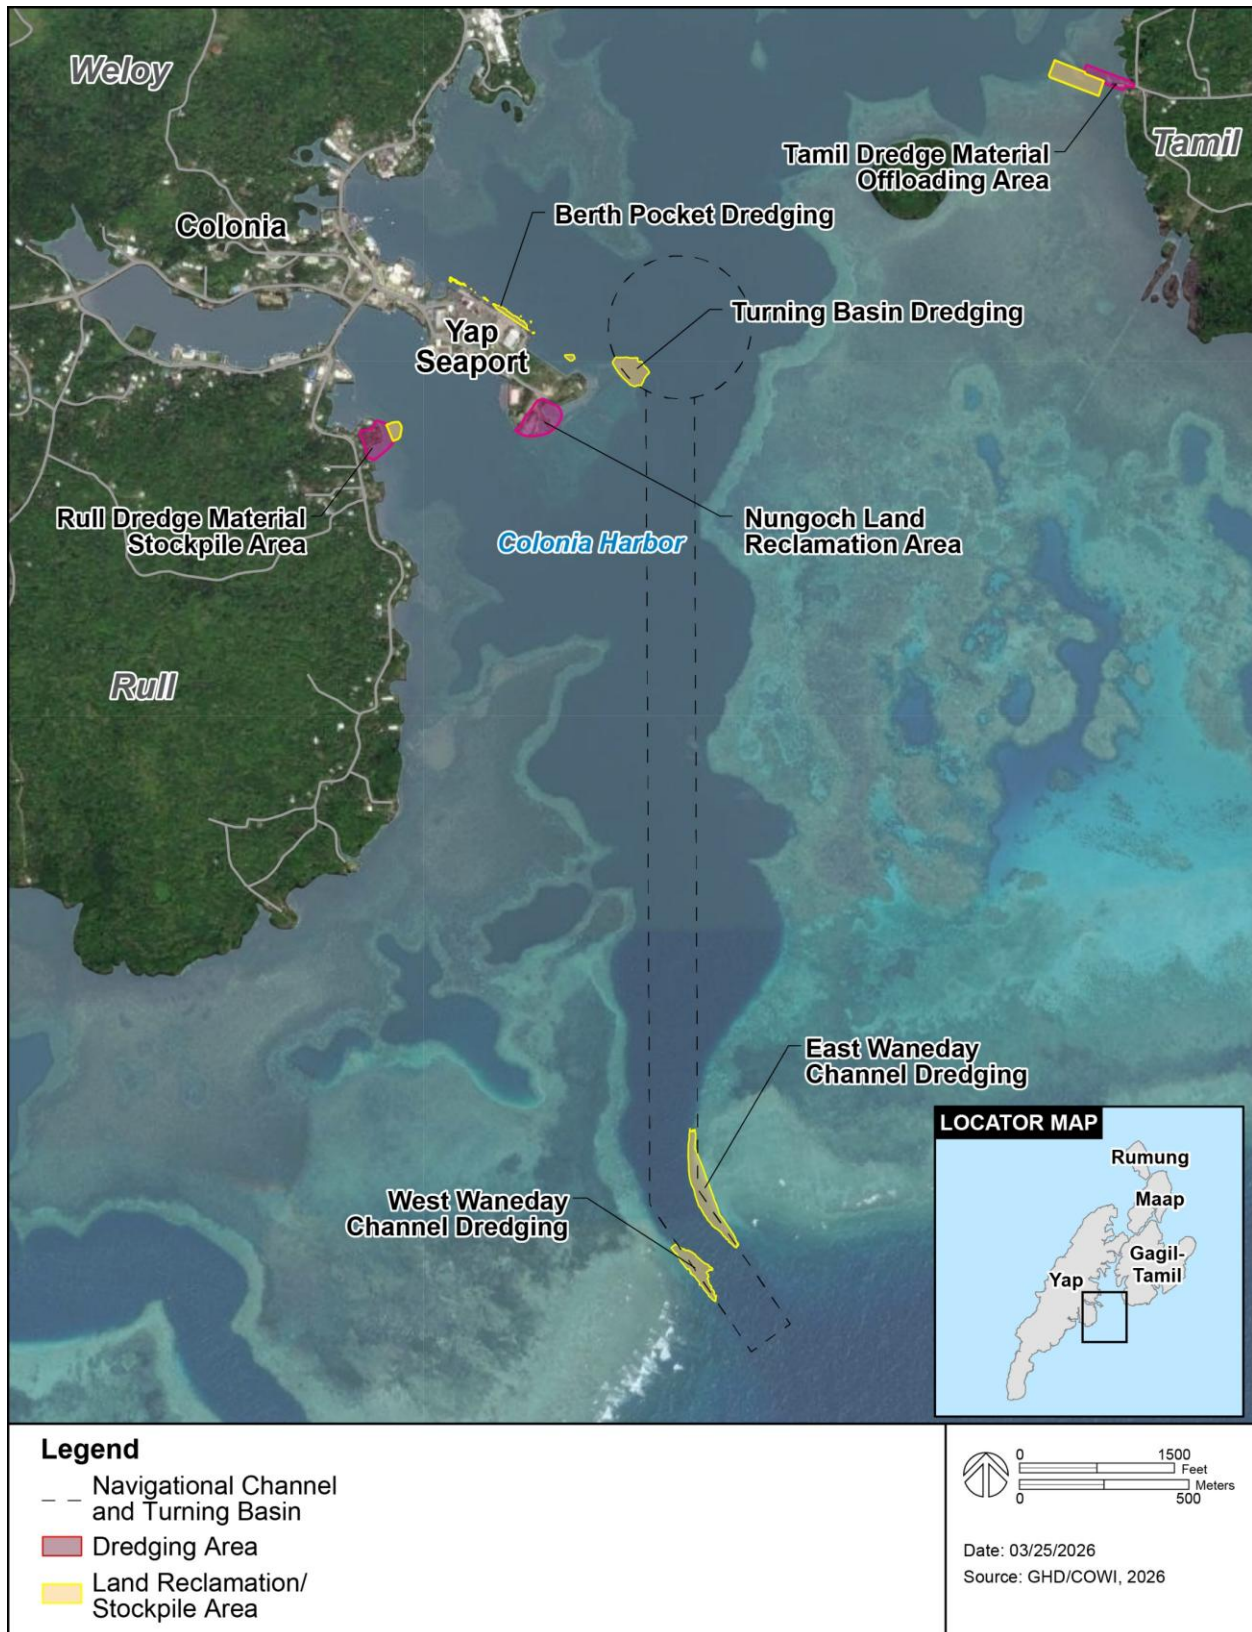 Weloy
Tamil
Tamil Dredge Material
Offloading Area
Berth Pocket Dredging
Colonia
Turning Basin Dredging
Yap
Seaport
Rull Dredge Material
Stockpile Area
Nungoch Land
Reclamation Area
Colonia Harbor
Rull
East Waneday
Channel Dredging
West Waneday
Channel Dredging
LOCATOR MAP
Rumung
Maap
Gagil-
Tamil
Yap
Legend
Navigational Channel
and Turning Basin
Dredging Area
Land Reclamation/
Stockpile Area
0 1500
Feet
Meters
0 500
Date: 03/25/2026
Source: GHD/COWI, 2026